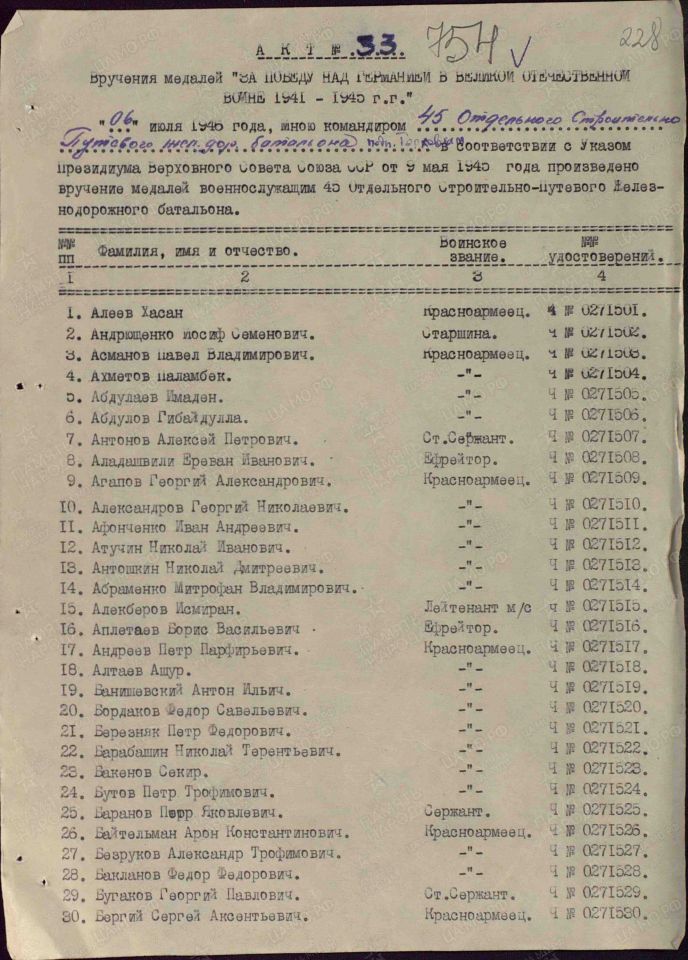 228
754 V
А К Т № 33.
Вручения медалей "ЗА ПОБЕДУ НАД ГЕРМАНИЕЙ В ВЕЛИКОЙ ОТЕЧЕСТВЕННОЙ
ВОЙНЕ 1941 - 1945 г.г."
"06" июля 1945 года, мною командиром 45 Отдельного Строительно
Путевого жел. дор. батальона в соответствии с Указом
Президиума Верховного Совета Союза ССР от 9 мая 1945 года произведено
вручение медалей военнослужащим 45 Отдельного Строительно-Путевого Желез-
нодорожного батальона.
№№ ПП Фамилия, имя и отчество. Воинское звание. №№ удостоверений.
1 2 3 4
1. Алеев Хасан Красноармеец. Ч № 0271501.
2. Андрющенко Иосиф Семенович. Старшина. Ч № 0271502.
3. Асманов Павел Владимирович. Красноармеец. Ч № 0271503.
4. Ахметов Паламбек. -"- Ч № 0271504.
5. Абдулаев Имаден. -"- Ч № 0271505.
6. Абдулов Гибайдулла. -"- Ч № 0271506.
7. Антонов Алексей Петрович. Ст.Сержант. Ч № 0271507.
8. Аладашвили Ереван Иванович. Ефрейтор. Ч № 0271508.
9. Агапов Георгий Александрович. Красноармеец. Ч № 0271509.
10. Александров Георгий Николаевич. -"- Ч № 0271510.
11. Афонченко Иван Андреевич. -"- Ч № 0271511.
12. Атучин Николай Иванович. -"- Ч № 0271512.
13. Антошкин Николай Дмитреевич. -"- Ч № 0271513.
14. Абраменко Митрофан Владимирович. -"- Ч № 0271514.
15. Алекберов Исмиран. Лейтенант м/с Ч № 0271515.
16. Аплетаев Борис Васильевич Ефрейтор. Ч № 0271516.
17. Андреев Петр Парфирьевич. Красноармеец. Ч № 0271517.
18. Алтаев Ашур. -"- Ч № 0271518.
19. Банишевский Антон Ильич. -"- Ч № 0271519.
20. Бордаков Федор Савельевич. -"- Ч № 0271520.
21. Березняк Петр Федорович. -"- Ч № 0271521.
22. Барабашин Николай Терентьевич. -"- Ч № 0271522.
23. Бакенов Секир. -"- Ч № 0271523.
24. Бутов Петр Трофимович. -"- Ч № 0271524.
25. Баранов Петр Яковлевич. Сержант. Ч № 0271525.
26. Байтельман Арон Константинович. Красноармеец. Ч № 0271526.
27. Безруков Александр Трофимович. -"- Ч № 0271527.
28. Бакланов Федор Федорович. -"- Ч № 0271528.
29. Бугаков Георгий Павлович. Ст.Сержант. Ч № 0271529.
30. Бергий Сергей Аксентьевич. Красноармеец. Ч № 0271530.